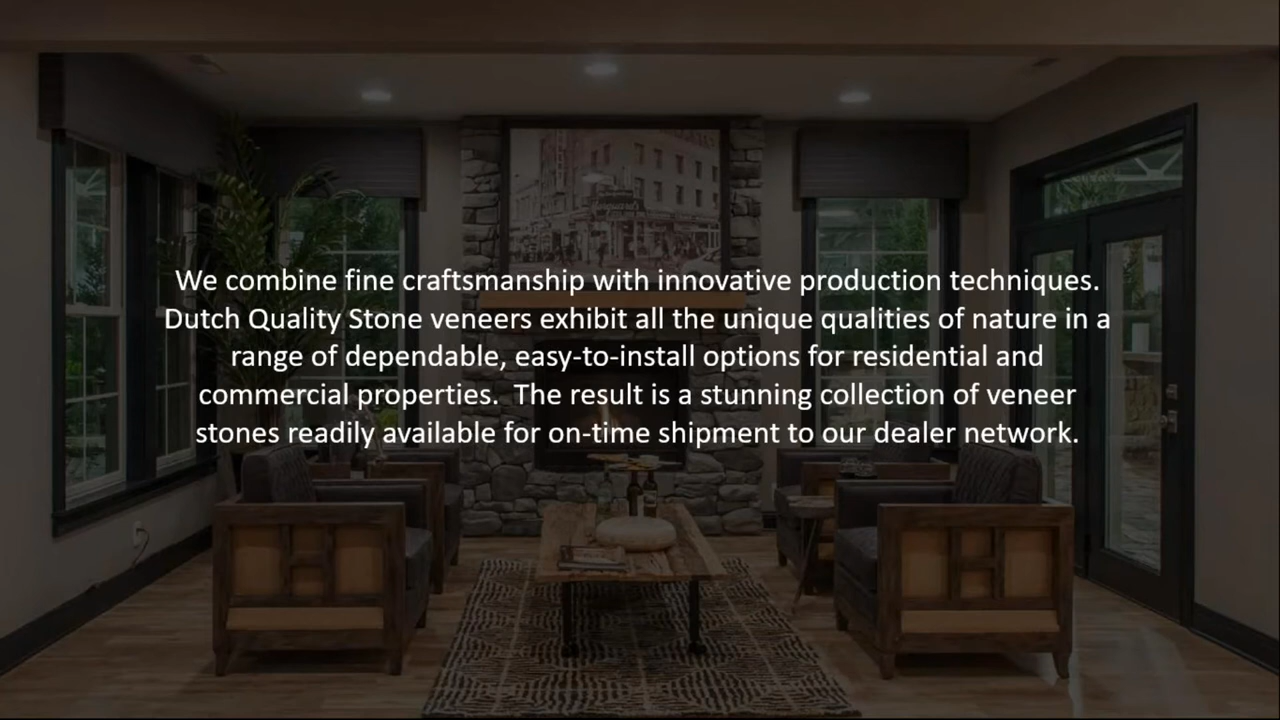 We combine fine craftsmanship with innovative production techniques.
Dutch Quality Stone veneers exhibit all the unique qualities of nature in a
range of dependable, easy-to-install options for residential and
commercial properties.  The result is a stunning collection of veneer
stones readily available for on-time shipment to our dealer network.